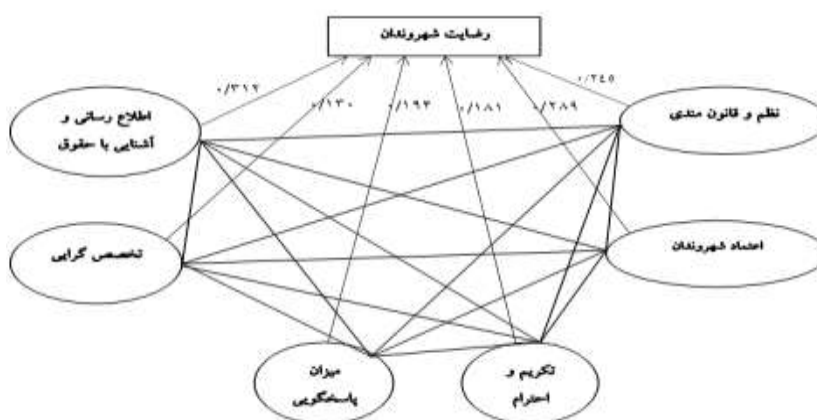 رضایت شهروندان
۰/۳۱۲
۰/۱۳۰
۰/۱۹۴
۰/۱۸۱
۰/۲۸۹
۰/۲۴۵
اطلاع رسانی و
آشنایی با حقوق
نظم و قانون مندی
تخصص گرایی
اعتماد شهروندان
میزان
پاسخگویی
تکریم و
احترام